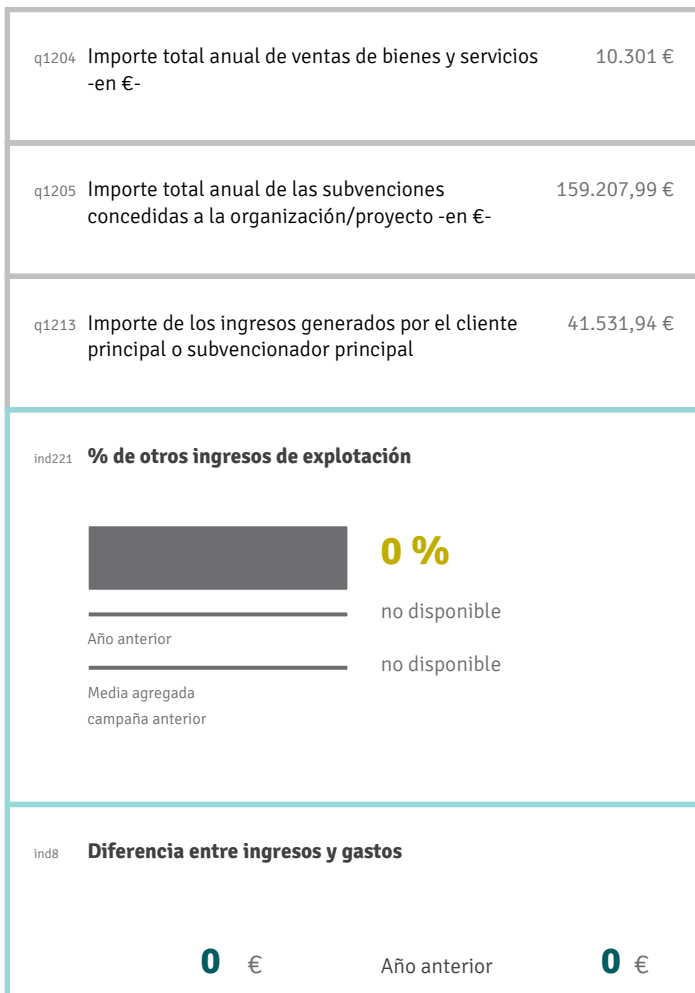 q1204 Importe total anual de ventas de bienes y servicios 10.301 €
-en €-
q1205 Importe total anual de las subvenciones 159.207,99 €
concedidas a la organización/proyecto -en €-
q1213 Importe de los ingresos generados por el cliente 41.531,94 €
principal o subvencionador principal
ind221 % de otros ingresos de explotación
0 %
no disponible
Año anterior
no disponible
Media agregada
campaña anterior
ind8 Diferencia entre ingresos y gastos
0 € Año anterior 0 €